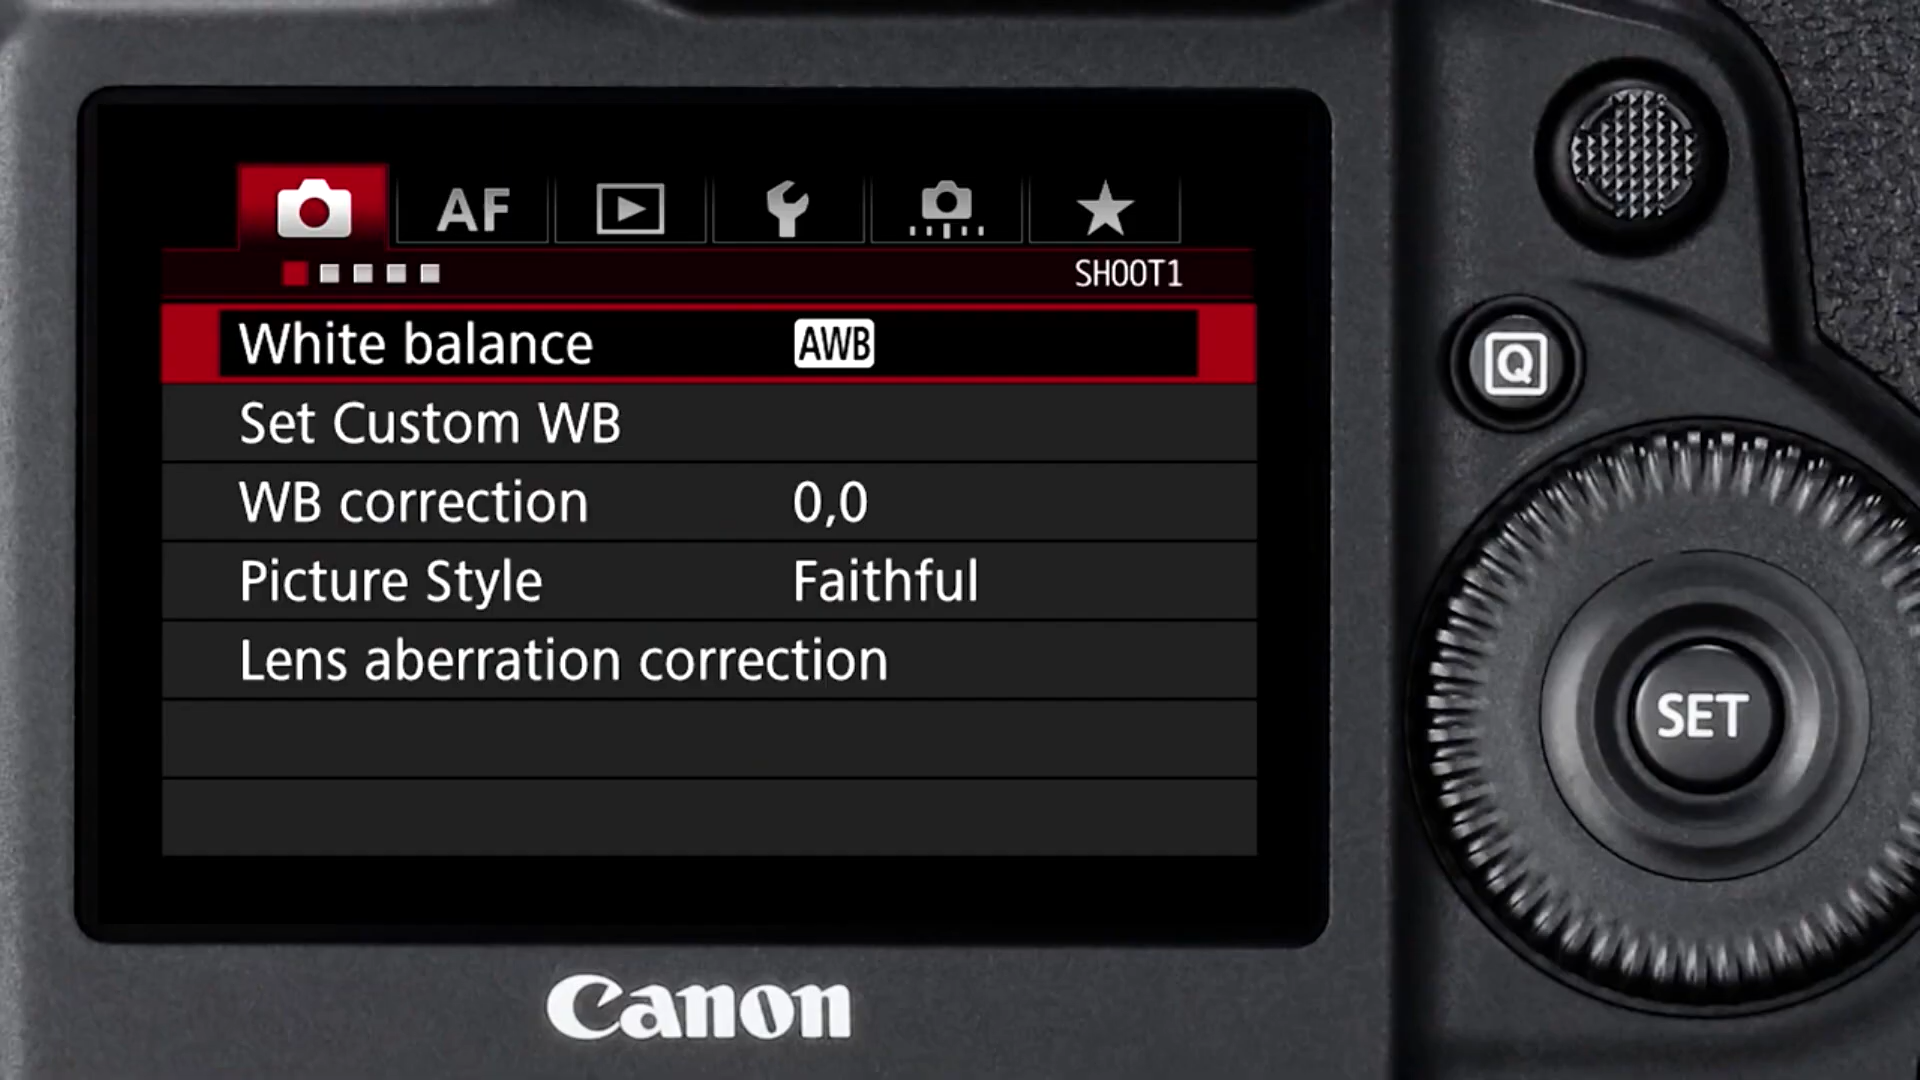 AF
SHOOT1
White balance AWB
Set Custom WB
WB correction 0,0
Picture Style Faithful
Lens aberration correction
Q
SET
Canon